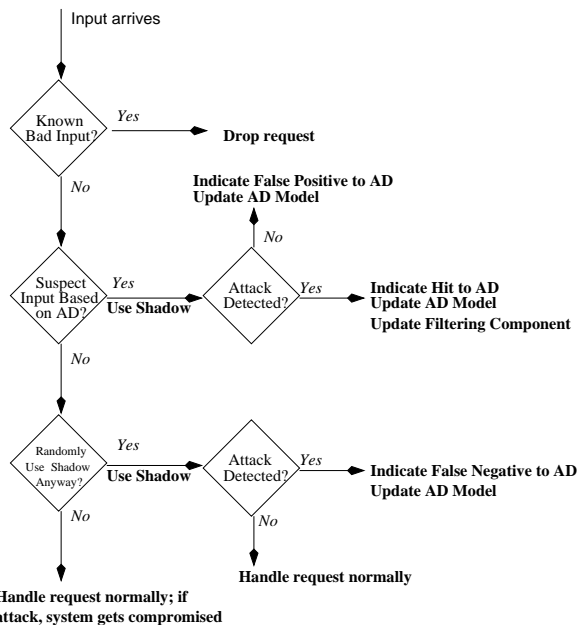 Input arrives
Known
Bad Input?
Yes
Drop request
No
Indicate False Positive to AD
Update AD Model
No
Suspect
Input Based
on AD?
Yes
Use Shadow
Attack
Detected?
Yes
Indicate Hit to AD
Update AD Model
Update Filtering Component
No
Randomly
Use Shadow
Anyway?
Yes
Use Shadow
Attack
Detected?
Yes
Indicate False Negative to AD
Update AD Model
No
No
Handle request normally
Handle request normally; if
attack, system gets compromised